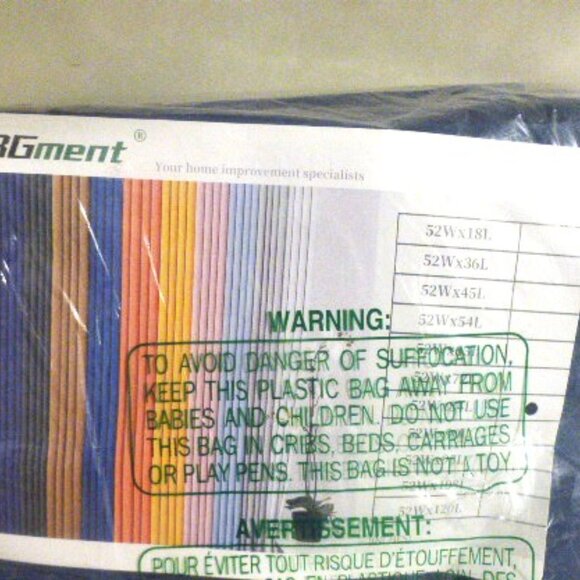 RGment®
Your home improvement specialists
52Wx18L
52Wx36L
52Wx45L
52Wx54L
52Wx108L
52Wx120L
WARNING:
TO AVOID DANGER OF SUFFOCATION,
KEEP THIS PLASTIC BAG AWAY FROM
BABIES AND CHILDREN. DO NOT USE
THIS BAG IN CRIBS, BEDS, CARRIAGES
OR PLAY PENS. THIS BAG IS NOT A TOY.
AVERTISSEMENT:
POUR ÉVITER TOUT RISQUE D'ÉTOUFFEMENT,